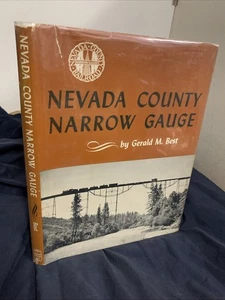 NEVADA COUNTY
NARROW GAUGE
by Gerald M. Best
NEVADA COUNTY NARROW GAUGE
Best